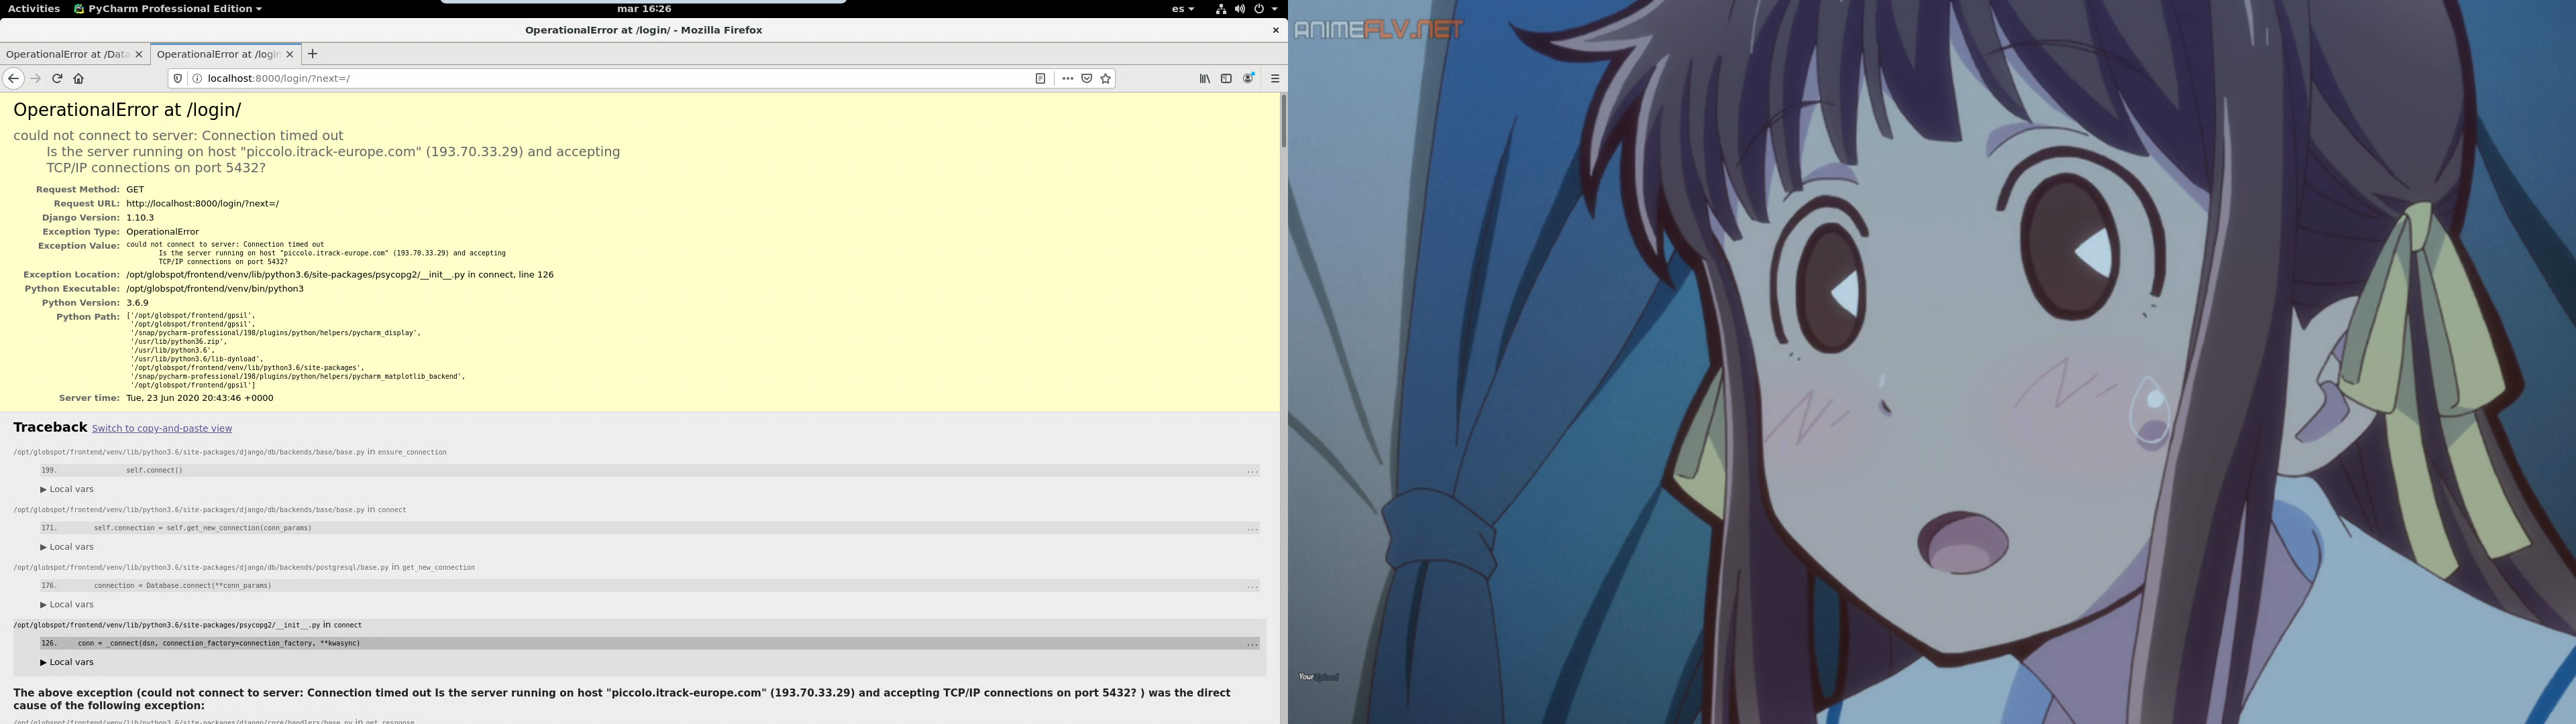 Activities PyCharm Professional Edition mar 16:26 es
OperationalError at /login/ - Mozilla Firefox
OperationalError at /Data OperationalError at /login
localhost:8000/login/?next=/
OperationalError at /login/
could not connect to server: Connection timed out
Is the server running on host "piccolo.itrack-europe.com" (193.70.33.29) and accepting
TCP/IP connections on port 5432?
Request Method: GET
Request URL: http://localhost:8000/login/?next=/
Django Version: 1.10.3
Exception Type: OperationalError
Exception Value: could not connect to server: Connection timed out
Is the server running on host "piccolo.itrack-europe.com" (193.70.33.29) and accepting
TCP/IP connections on port 5432?
Exception Location: /opt/globspot/frontend/venv/lib/python3.6/site-packages/psycopg2/__init__.py in connect, line 126
Python Executable: /opt/globspot/frontend/venv/bin/python3
Python Version: 3.6.9
Python Path: ['/opt/globspot/frontend/gpsil',
'/opt/globspot/frontend/gpsil',
'/snap/pycharm-professional/198/plugins/python/helpers/pycharm_display',
'/usr/lib/python36.zip',
'/usr/lib/python3.6',
'/usr/lib/python3.6/lib-dynload',
'/opt/globspot/frontend/venv/lib/python3.6/site-packages',
'/snap/pycharm-professional/198/plugins/python/helpers/pycharm_matplotlib_backend',
'/opt/globspot/frontend/gpsil']
Server time: Tue, 23 Jun 2020 20:43:46 +0000
Traceback Switch to copy-and-paste view
/opt/globspot/frontend/venv/lib/python3.6/site-packages/django/db/backends/base/base.py in ensure_connection
199. self.connect() ...
▶ Local vars
/opt/globspot/frontend/venv/lib/python3.6/site-packages/django/db/backends/base/base.py in connect
171. self.connection = self.get_new_connection(conn_params) ...
▶ Local vars
/opt/globspot/frontend/venv/lib/python3.6/site-packages/django/db/backends/postgresql/base.py in get_new_connection
176. connection = Database.connect(**conn_params) ...
▶ Local vars
/opt/globspot/frontend/venv/lib/python3.6/site-packages/psycopg2/__init__.py in connect
126. conn = _connect(dsn, connection_factory=connection_factory, **kwasync) ...
▶ Local vars
The above exception (could not connect to server: Connection timed out Is the server running on host "piccolo.itrack-europe.com" (193.70.33.29) and accepting TCP/IP connections on port 5432? ) was the direct
cause of the following exception:
/opt/globspot/frontend/venv/lib/python3.6/site-packages/django/core/handlers/base.py in get_response
ANIMEFLV.NET
YourUpload